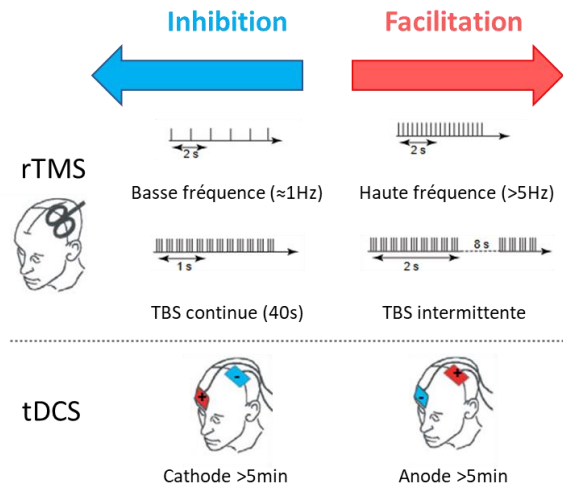 Inhibition
Facilitation
rTMS
2 s
2 s
Basse fréquence (≈1Hz)
Haute fréquence (>5Hz)
1 s
2 s
8 s
TBS continue (40s)
TBS intermittente
tDCS
+ -
- +
Cathode >5min
Anode >5min